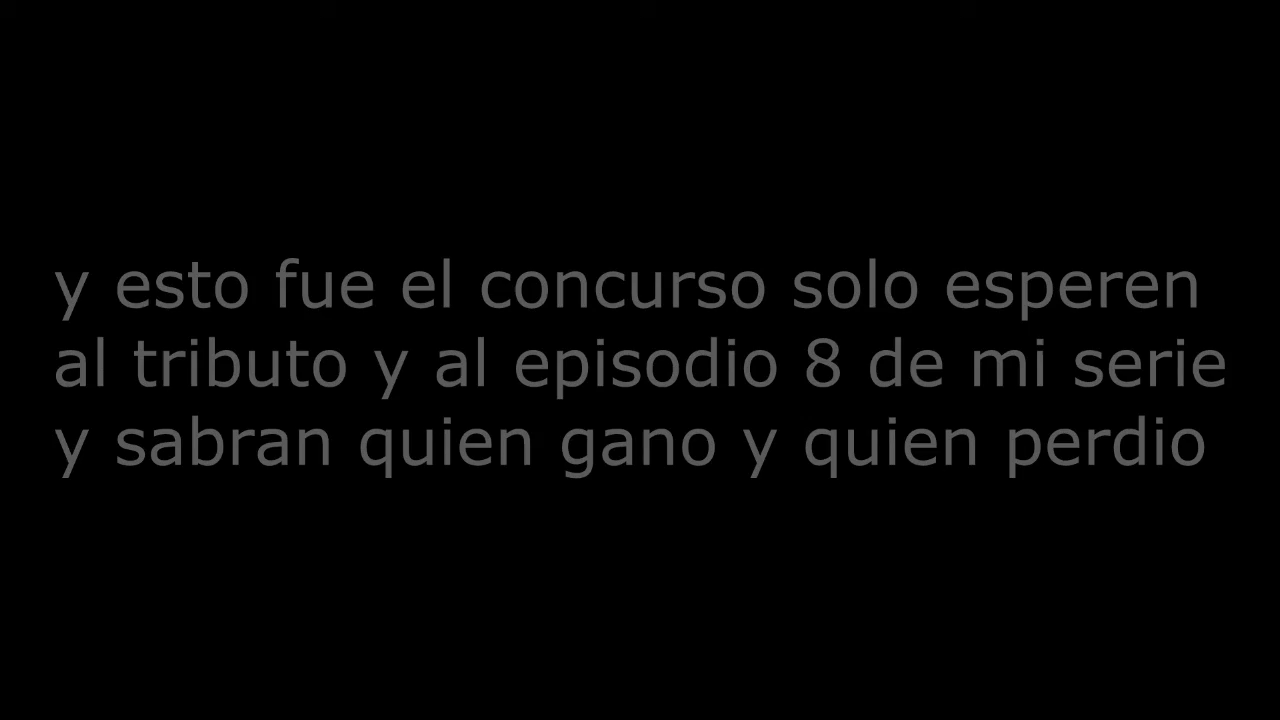 y esto fue el concurso solo esperen
al tributo y al episodio 8 de mi serie
y sabran quien gano y quien perdio